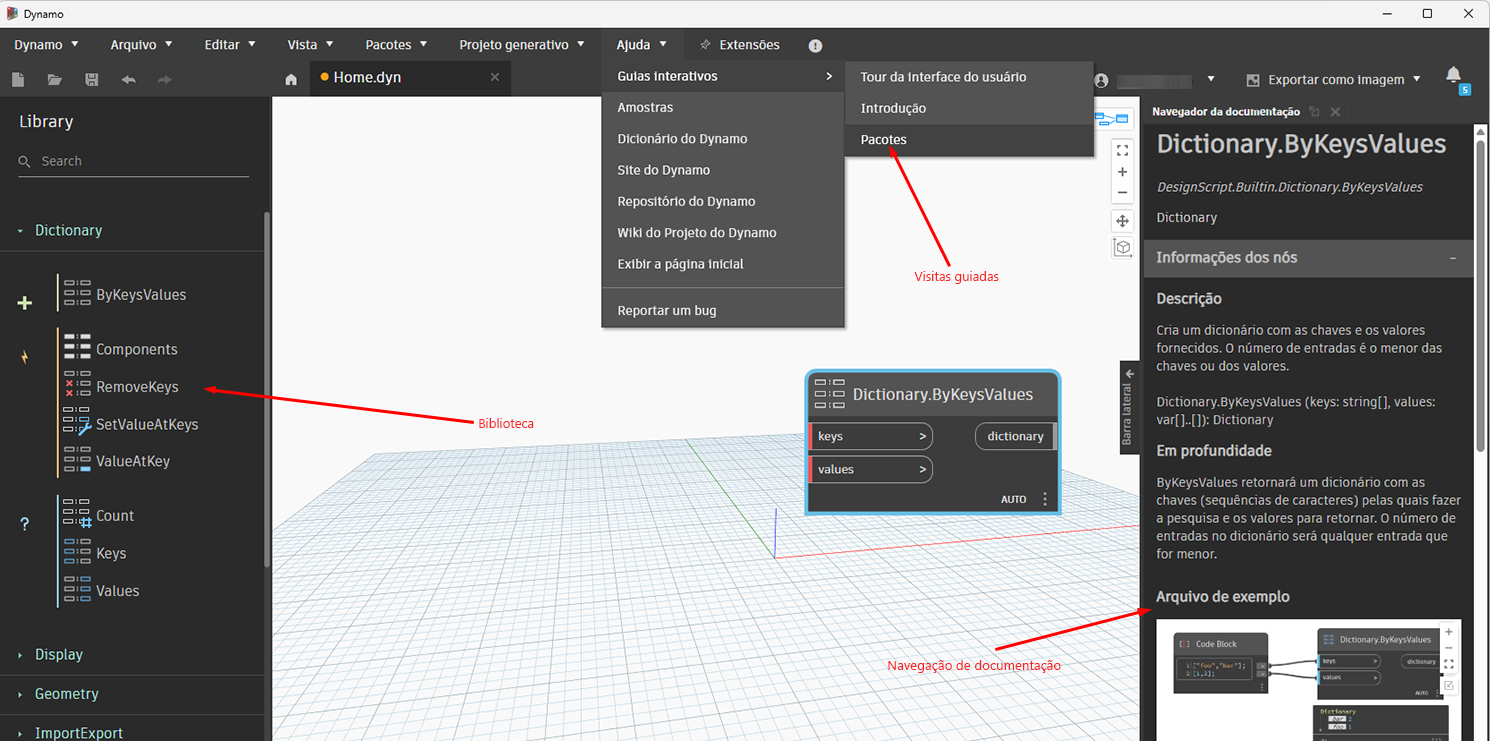 Dynamo
Dynamo
Arquivo
Editar
Vista
Pacotes
Projeto generativo
Ajuda
Extensões
Home.dyn
Exportar como Imagem
5
Library
Search
Dictionary
ByKeysValues
Components
RemoveKeys
SetValueAtKeys
ValueAtKey
Count
Keys
Values
Display
Geometry
ImportExport
Biblioteca
Guias interativos
Amostras
Dicionário do Dynamo
Site do Dynamo
Repositório do Dynamo
Wiki do Projeto do Dynamo
Exibir a página inicial
Reportar um bug
Tour da interface do usuário
Introdução
Pacotes
Visitas guiadas
Dictionary.ByKeysValues
keys >
dictionary
values >
AUTO
Navegação de documentação
Barra lateral
Navegador da documentação
Dictionary.ByKeysValues
DesignScript.Builtin.Dictionary.ByKeysValues
Dictionary
Informações dos nós
Descrição
Cria um dicionário com as chaves e os valores
fornecidos. O número de entradas é o menor das
chaves ou dos valores.
Dictionary.ByKeysValues (keys: string[], values:
var[]..[]): Dictionary
Em profundidade
ByKeysValues retornará um dicionário com as
chaves (sequências de caracteres) pelas quais fazer
a pesquisa e os valores para retornar. O número de
entradas no dicionário será qualquer entrada que
for menor.
Arquivo de exemplo
Code Block
1 ["foo","bar"];
2 [1,2];
Dictionary.ByKeysValues
keys >
dictionary
values >
AUTO
Dictionary
bar 2
foo 1